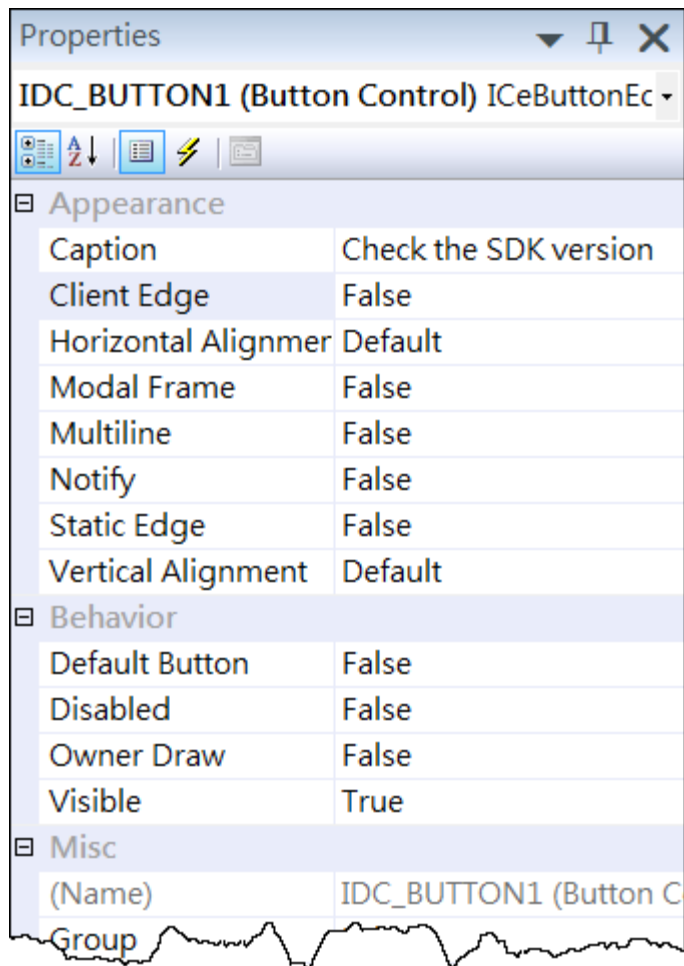 Properties
IDC_BUTTON1 (Button Control) ICeButtonEc
A Z
Appearance
Caption Check the SDK version
Client Edge False
Horizontal Alignmer Default
Modal Frame False
Multiline False
Notify False
Static Edge False
Vertical Alignment Default
Behavior
Default Button False
Disabled False
Owner Draw False
Visible True
Misc
(Name) IDC_BUTTON1 (Button C
Group